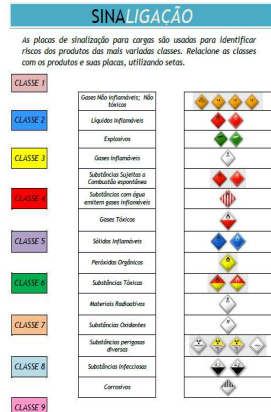 SINALIGAÇÃO
As placas de sinalização para cargas são usadas para identificar
riscos dos produtos das mais variadas classes. Relacione as classes
com os produtos e suas placas, utilizando setas.
CLASSE 1
Gases Não Inflamáveis; Não
tóxicos
CLASSE 2
Líquidos Inflamáveis
Explosivos
CLASSE 3
Gases Inflamáveis
Substâncias Sujeitas a
Combustão espontânea
CLASSE 4
Substâncias com água
emitem gases inflamáveis
Gases Tóxicos
CLASSE 5
Sólidos Inflamáveis
Peróxidos Orgânicos
CLASSE 6
Substâncias Tóxicas
Materiais Radioativos
CLASSE 7
Substâncias Oxidantes
Substâncias perigosas
diversas
CLASSE 8
Substâncias Infecciosas
Corrosivos
CLASSE 9